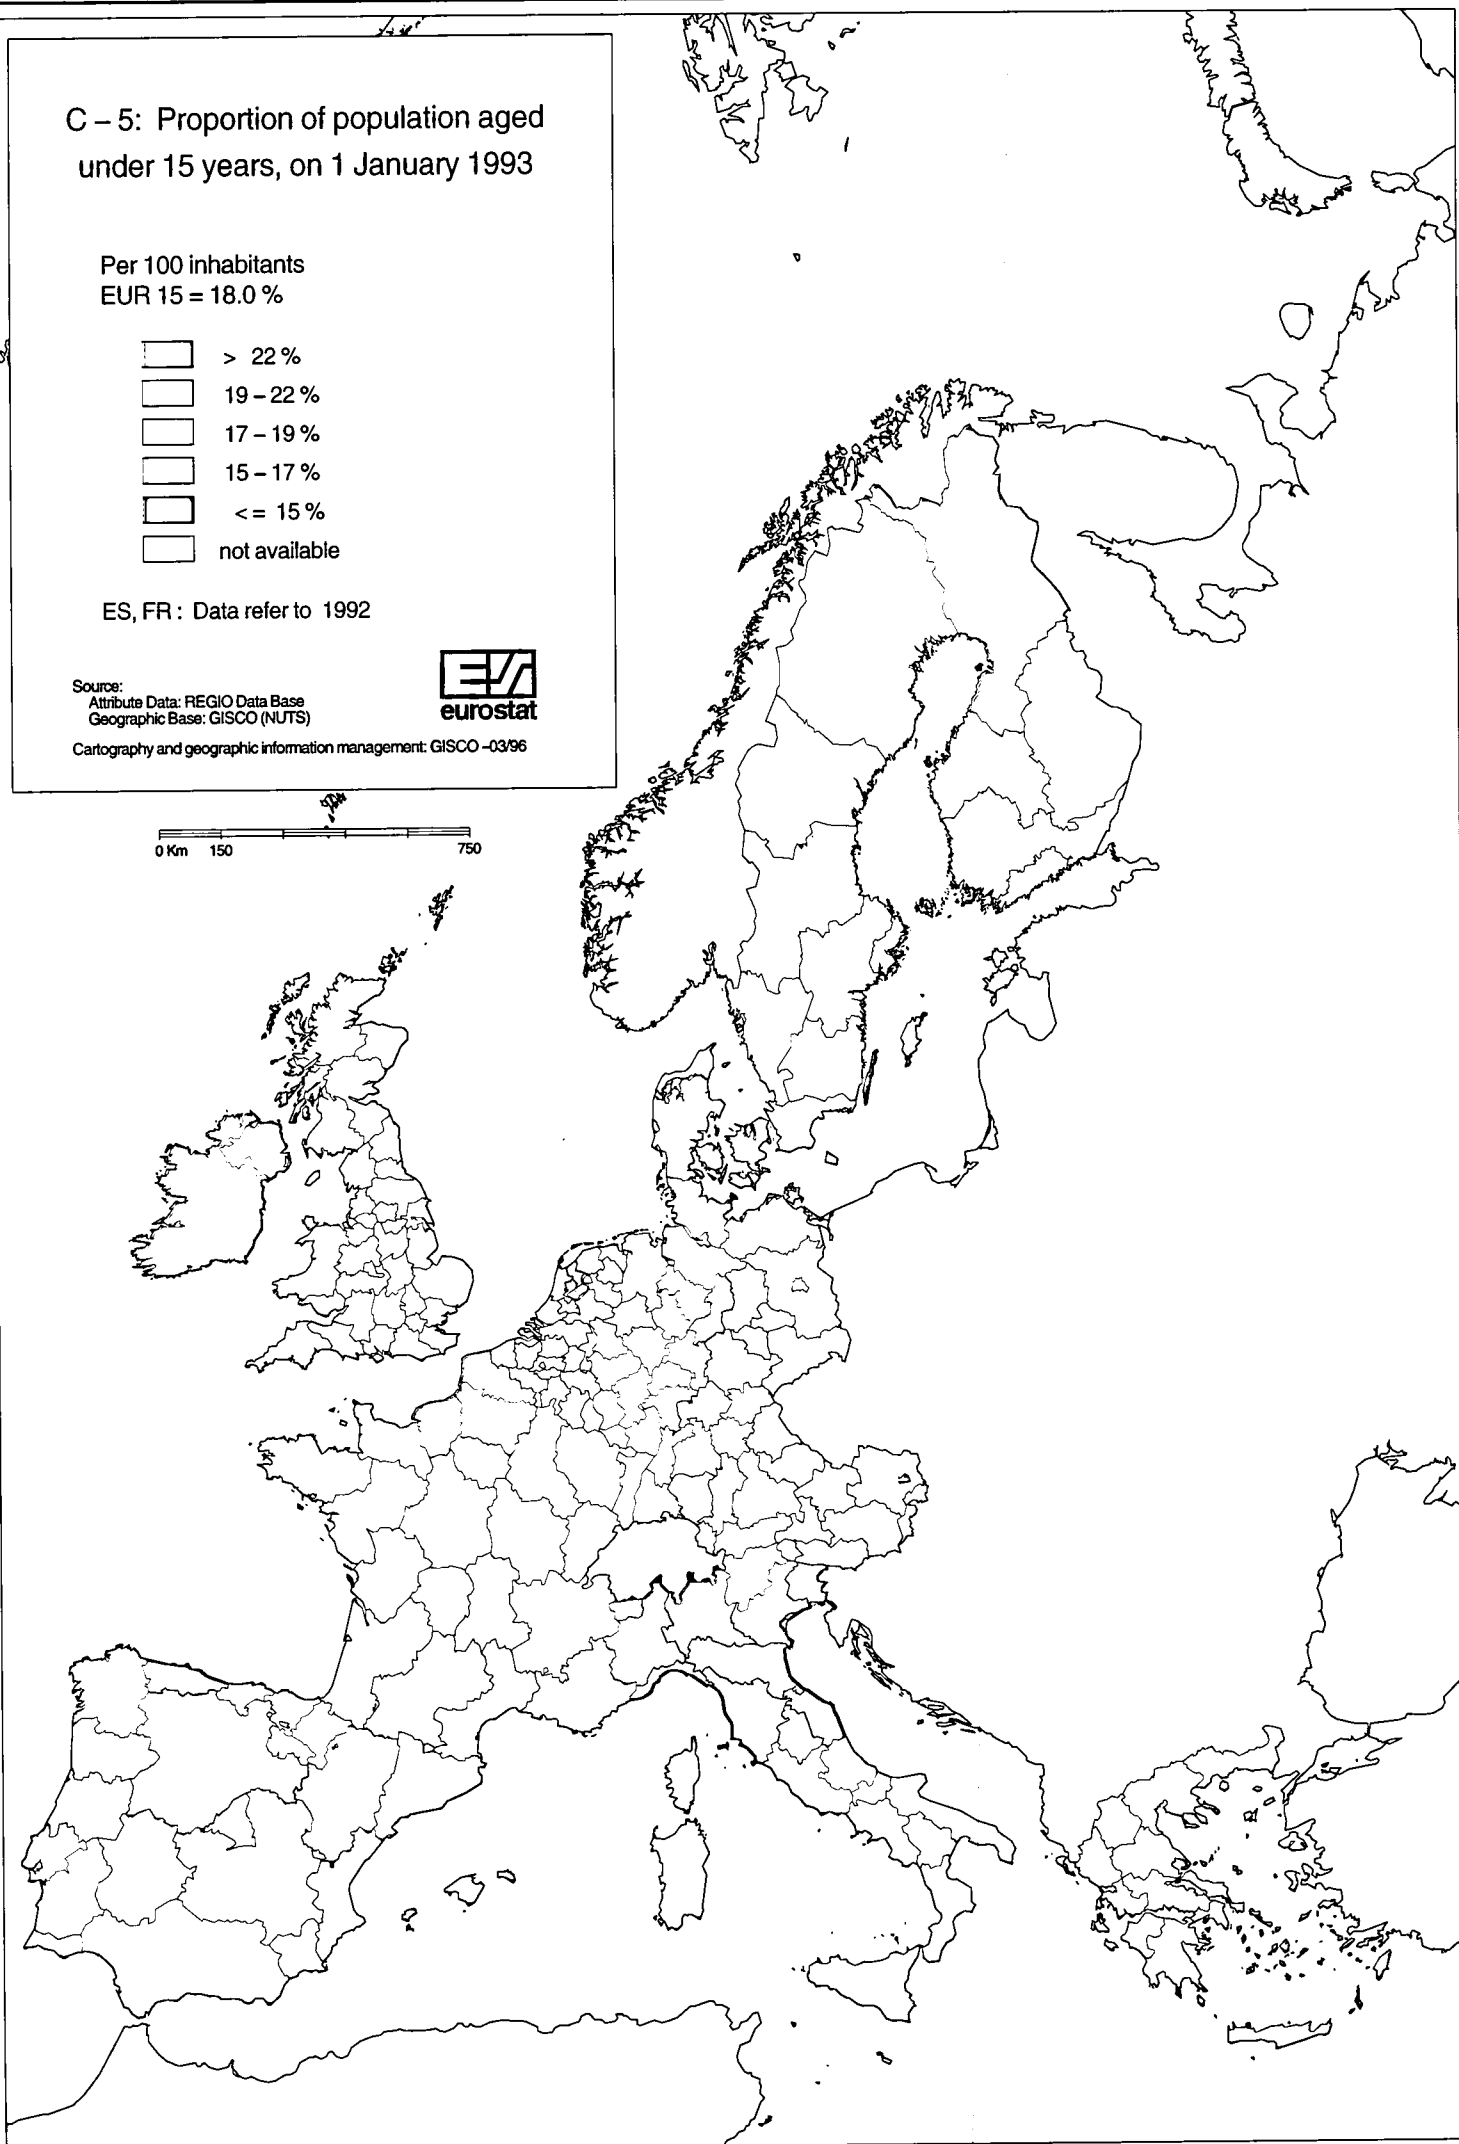 C – 5: Proportion of population aged
under 15 years, on 1 January 1993
Per 100 inhabitants
EUR 15 = 18.0 %
> 22 %
19 – 22 %
17 – 19 %
15 – 17 %
<= 15 %
not available
ES, FR : Data refer to 1992
Source:
Attribute Data: REGIO Data Base
Geographic Base: GISCO (NUTS)
eurostat
Cartography and geographic information management: GISCO –03/96
0 Km 150 750